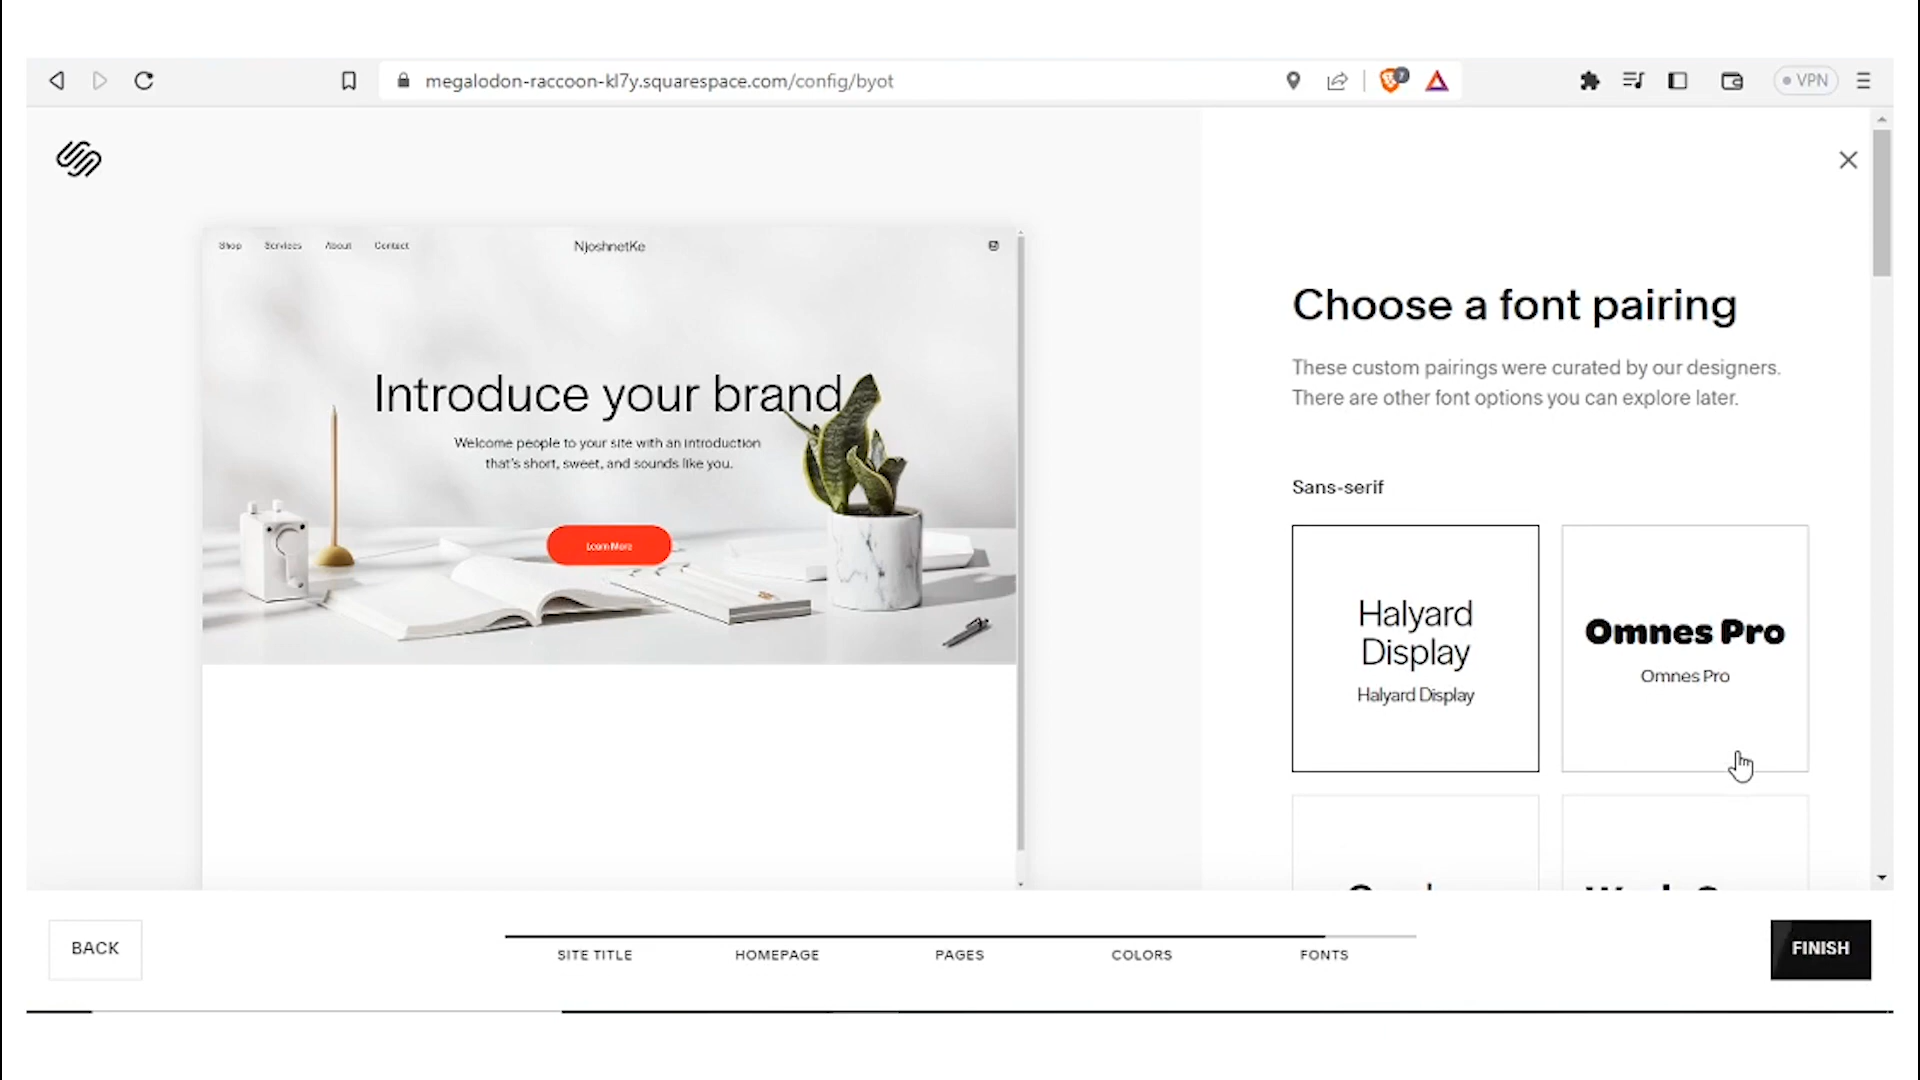 megalodon-raccoon-kl7y.squarespace.com/config/byot
VPN
Shop Services About Contact
NjoshnetKe
Introduce your brand
Welcome people to your site with an introduction
that's short, sweet, and sounds like you.
Learn More
Choose a font pairing
These custom pairings were curated by our designers.
There are other font options you can explore later.
Sans-serif
Halyard
Display
Halyard Display
Omnes Pro
Omnes Pro
BACK
SITE TITLE
HOMEPAGE
PAGES
COLORS
FONTS
FINISH